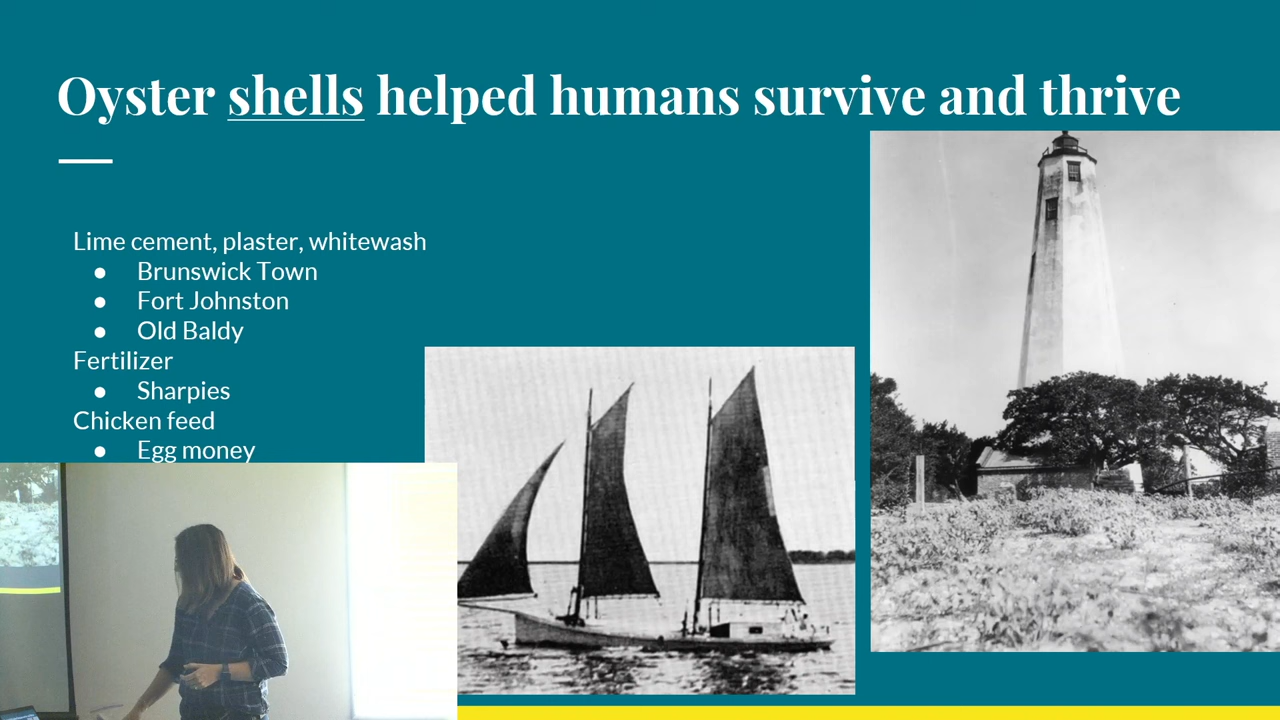 Oyster shells helped humans survive and thrive
Lime cement, plaster, whitewash
● Brunswick Town
● Fort Johnston
● Old Baldy
Fertilizer
● Sharpies
Chicken feed
● Egg money